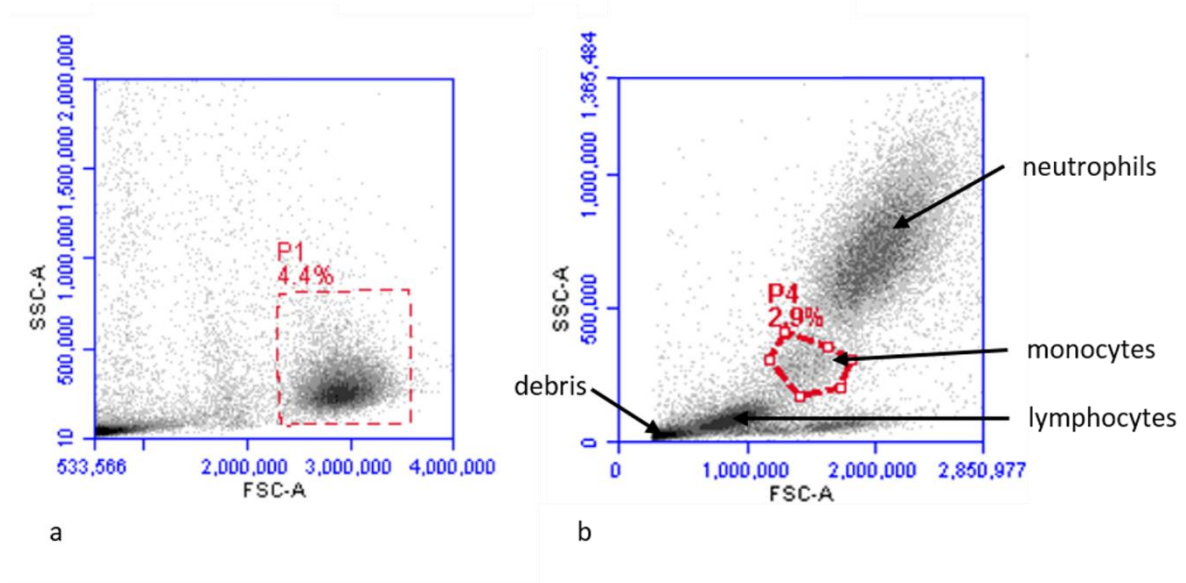 SSC-A
10 500,000 1,000,000 1,500,000 2,000,000
P1
4.4%
533,566 2,000,000 3,000,000 4,000,000
FSC-A
a
SSC-A
0 500,000 1,000,000 1,365,484
P4
2.9%
neutrophils
monocytes
debris
lymphocytes
0 1,000,000 2,000,000 2,850,977
FSC-A
b